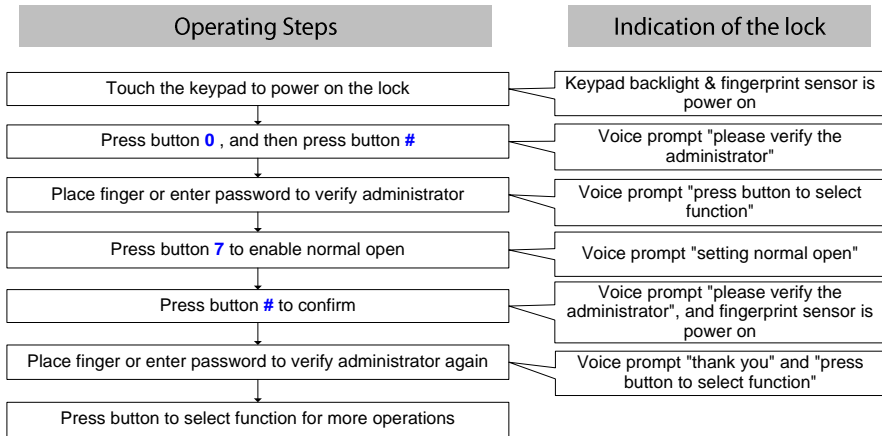 Operating Steps
Indication of the lock
Touch the keypad to power on the lock
Keypad backlight & fingerprint sensor is
power on
Press button 0 , and then press button #
Voice prompt "please verify the
administrator"
Place finger or enter password to verify administrator
Voice prompt "press button to select
function"
Press button 7 to enable normal open
Voice prompt "setting normal open"
Press button # to confirm
Voice prompt "please verify the
administrator", and fingerprint sensor is
power on
Place finger or enter password to verify administrator again
Voice prompt "thank you" and "press
button to select function"
Press button to select function for more operations